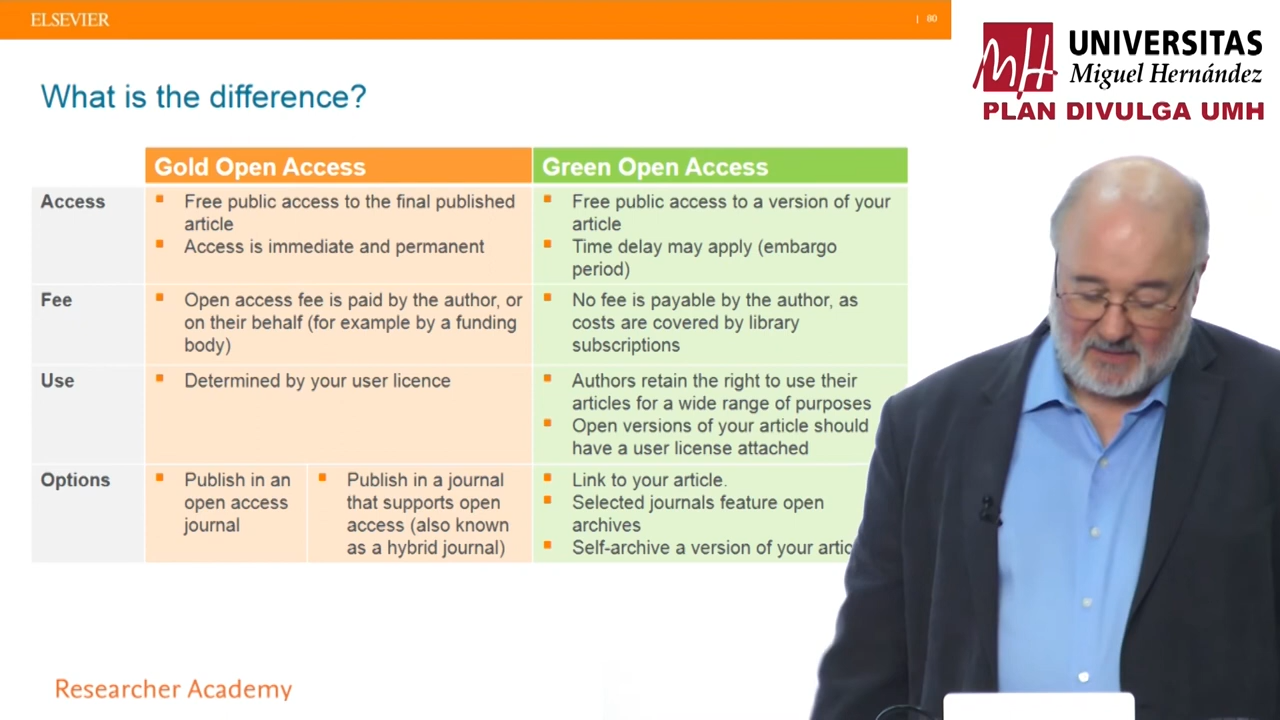 ELSEVIER
| 80
UNIVERSITAS
Miguel Hernández
PLAN DIVULGA UMH
What is the difference?
Gold Open Access
Green Open Access
Access
Free public access to the final published
article
Access is immediate and permanent
Free public access to a version of your
article
Time delay may apply (embargo
period)
Fee
Open access fee is paid by the author, or
on their behalf (for example by a funding
body)
No fee is payable by the author, as
costs are covered by library
subscriptions
Use
Determined by your user licence
Authors retain the right to use their
articles for a wide range of purposes
Open versions of your article should
have a user license attached
Options
Publish in an
open access
journal
Publish in a journal
that supports open
access (also known
as a hybrid journal)
Link to your article.
Selected journals feature open
archives
Self-archive a version of your artic
Researcher Academy